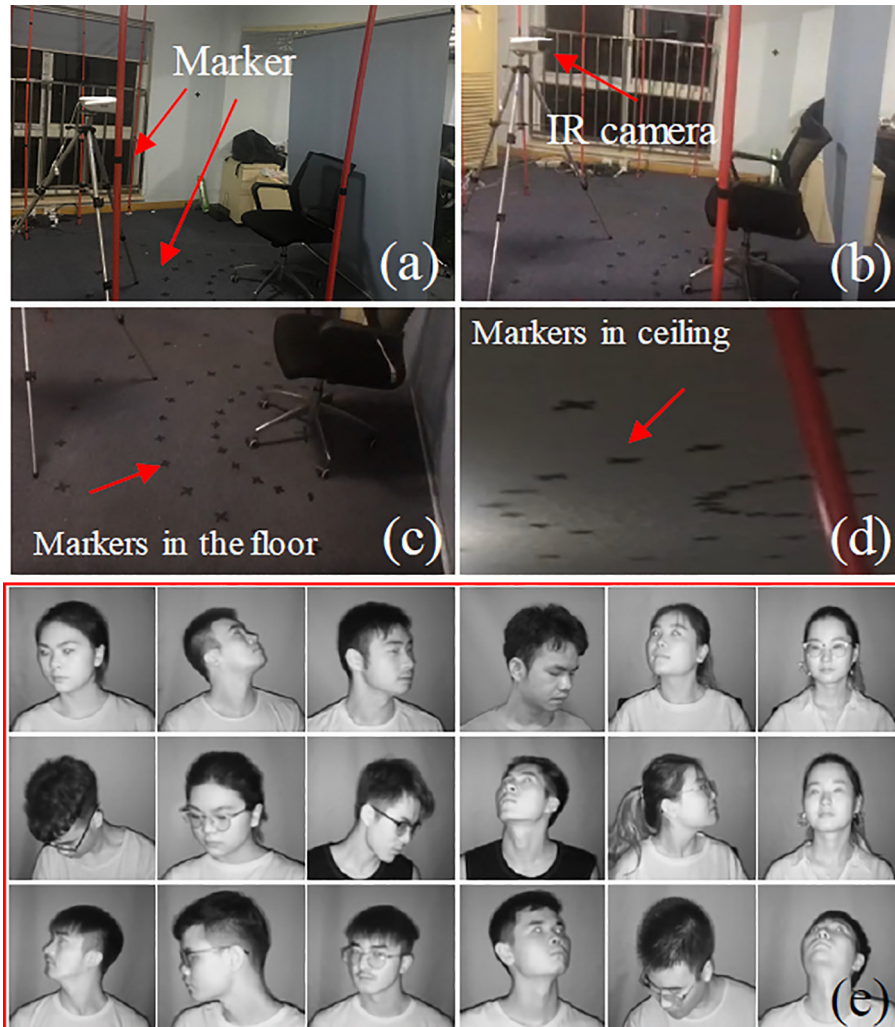 Marker
(a)
IR camera
(b)
Markers in the floor
(c)
Markers in ceiling
(d)
(e)